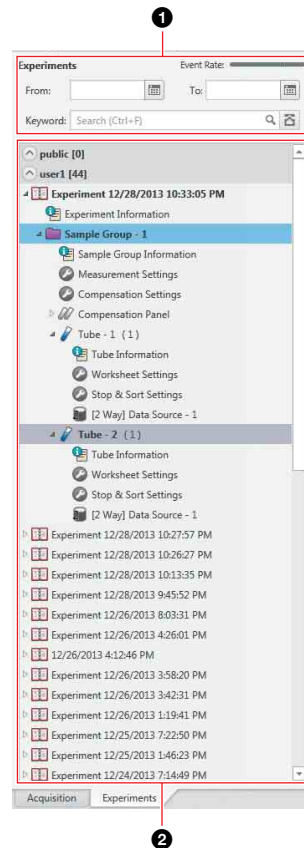 1
Experiments Event Rate:
From: To:
Keyword: Search (Ctrl+F)
public [0]
user1 [44]
Experiment 12/28/2013 10:33:05 PM
Experiment Information
Sample Group - 1
Sample Group Information
Measurement Settings
Compensation Settings
Compensation Panel
Tube - 1 (1)
Tube Information
Worksheet Settings
Stop & Sort Settings
[2 Way] Data Source - 1
Tube - 2 (1)
Tube Information
Worksheet Settings
Stop & Sort Settings
[2 Way] Data Source - 1
Experiment 12/28/2013 10:27:57 PM
Experiment 12/28/2013 10:26:27 PM
Experiment 12/28/2013 10:13:35 PM
Experiment 12/28/2013 9:45:52 PM
Experiment 12/26/2013 8:03:31 PM
Experiment 12/26/2013 4:26:01 PM
12/26/2013 4:12:46 PM
Experiment 12/26/2013 3:58:20 PM
Experiment 12/26/2013 3:42:31 PM
Experiment 12/26/2013 1:19:41 PM
Experiment 12/25/2013 7:22:50 PM
Experiment 12/25/2013 1:46:23 PM
Experiment 12/24/2013 7:14:49 PM
Acquisition Experiments
2